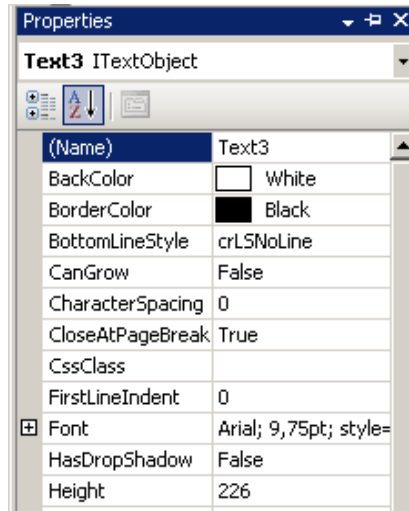 Properties
Text3 ITextObject
A Z
(Name) Text3
BackColor White
BorderColor Black
BottomLineStyle crLSNoLine
CanGrow False
CharacterSpacing 0
CloseAtPageBreak True
CssClass
FirstLineIndent 0
Font Arial; 9,75pt; style=
HasDropShadow False
Height 226